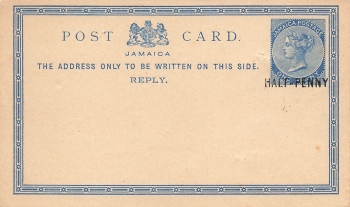 POST CARD.
JAMAICA
THE ADDRESS ONLY TO BE WRITTEN ON THIS SIDE.
REPLY.
JAMAICA POSTAGE
HALF-PENNY